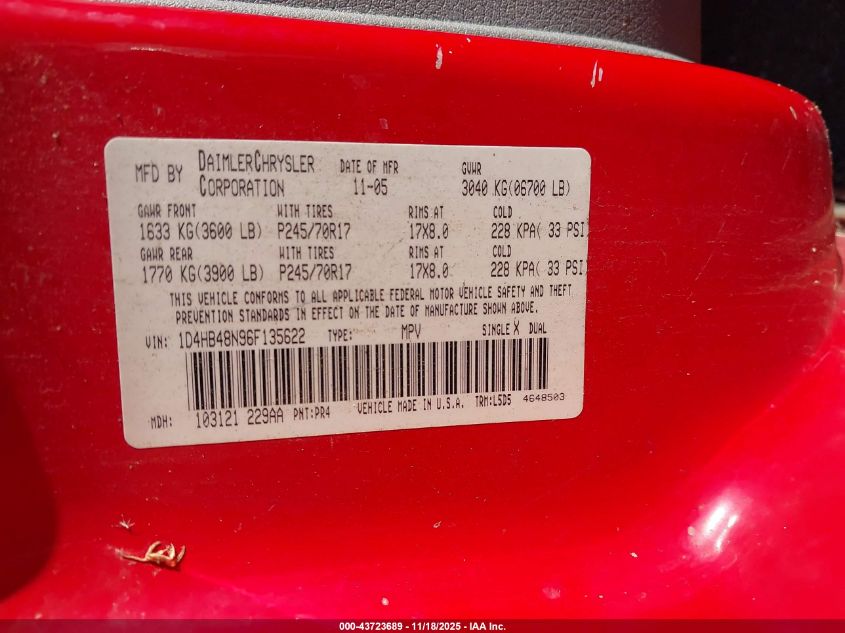 MFD BY DAIMLERCHRYSLER CORPORATION DATE OF MFR 11-05 GVWR 3040 KG(06700 LB)
GAWR FRONT WITH TIRES RIMS AT COLD
1633 KG(3600 LB) P245/70R17 17X8.0 228 KPA( 33 PSI)
GAWR REAR WITH TIRES RIMS AT COLD
1770 KG(3900 LB) P245/70R17 17X8.0 228 KPA( 33 PSI)
THIS VEHICLE CONFORMS TO ALL APPLICABLE FEDERAL MOTOR VEHICLE SAFETY AND THEFT
PREVENTION STANDARDS IN EFFECT ON THE DATE OF MANUFACTURE SHOWN ABOVE.
VIN: 1D4HB48N96F135622 TYPE: MPV SINGLE X DUAL
MDH: 103121 229AA PNT:PR4 VEHICLE MADE IN U.S.A. TRM:L5D5 4648503
000-43723689 - 11/18/2025 - IAA Inc.